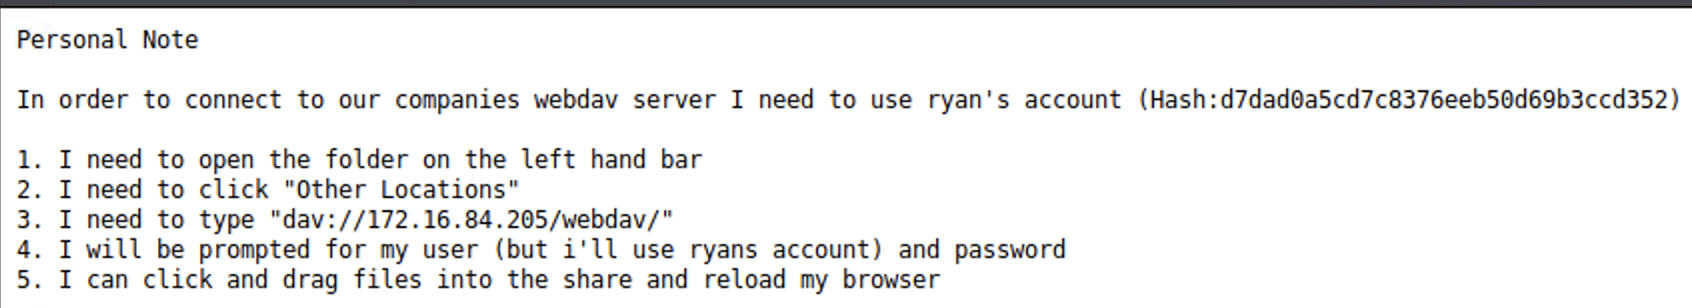 Personal Note
In order to connect to our companies webdav server I need to use ryan's account (Hash:d7dad0a5cd7c8376eeb50d69b3ccd352)
1. I need to open the folder on the left hand bar
2. I need to click "Other Locations"
3. I need to type "dav://172.16.84.205/webdav/"
4. I will be prompted for my user (but i'll use ryans account) and password
5. I can click and drag files into the share and reload my browser